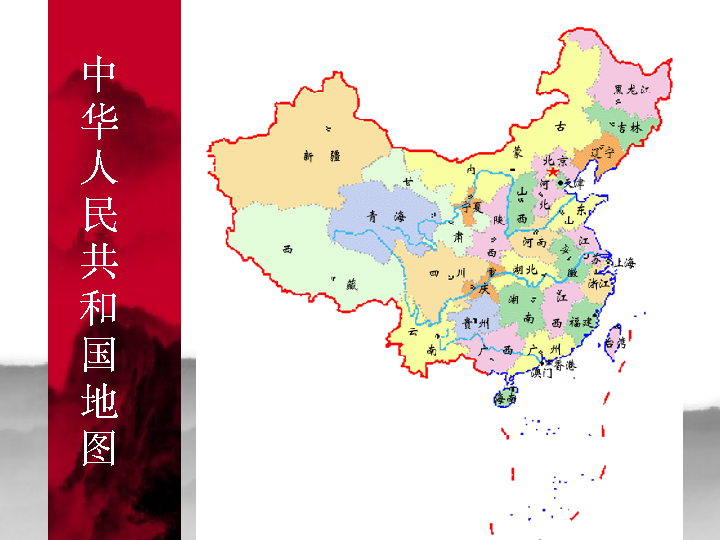 中华人民共和国地图
黑龙江
吉林
辽宁
内蒙古
北京
天津
河北
山西
山东
新疆
甘肃
宁夏
青海
陕西
河南
江苏
安徽
上海
西藏
四川
重庆
湖北
浙江
湖南
江西
贵州
福建
云南
广西
广州
台湾
香港
澳门
海南